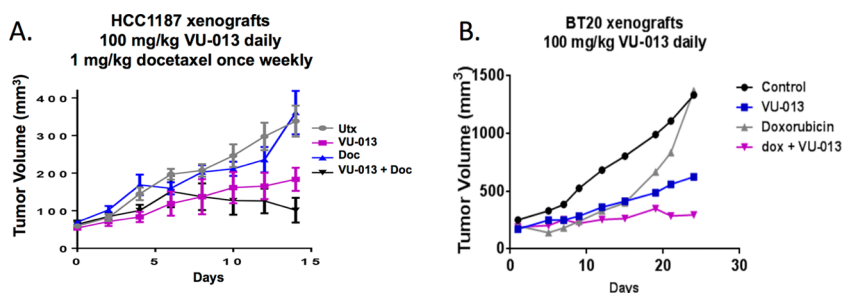 A.
HCC1187 xenografts
100 mg/kg VU-013 daily
1 mg/kg docetaxel once weekly
Tumor Volume (mm³)
400
300
200
100
0
0 5 10 15
Days
Utx
VU-013
Doc
VU-013 + Doc
B.
BT20 xenografts
100 mg/kg VU-013 daily
Tumor Volume (mm³)
1500
1000
500
0
0 10 20 30
Days
Control
VU-013
Doxorubicin
dox + VU-013